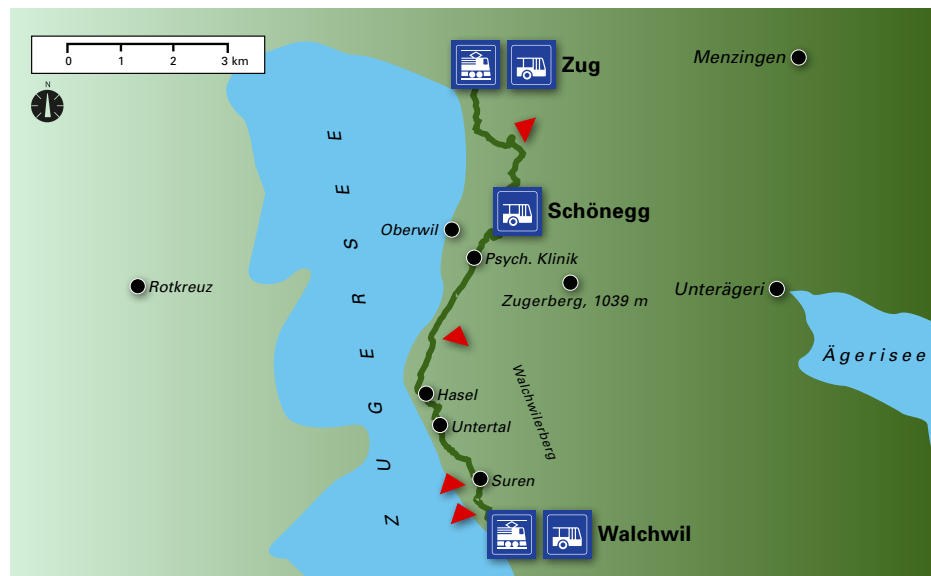 Zug
Menzingen
0 1 2 3 km
N
Schönegg
Oberwil
Psych. Klinik
Rotkreuz
Zugerberg, 1039 m
Unterägeri
Ägerisee
ZUGERSEE
Walchwilerberg
Hasel
Untertal
Suren
Walchwil